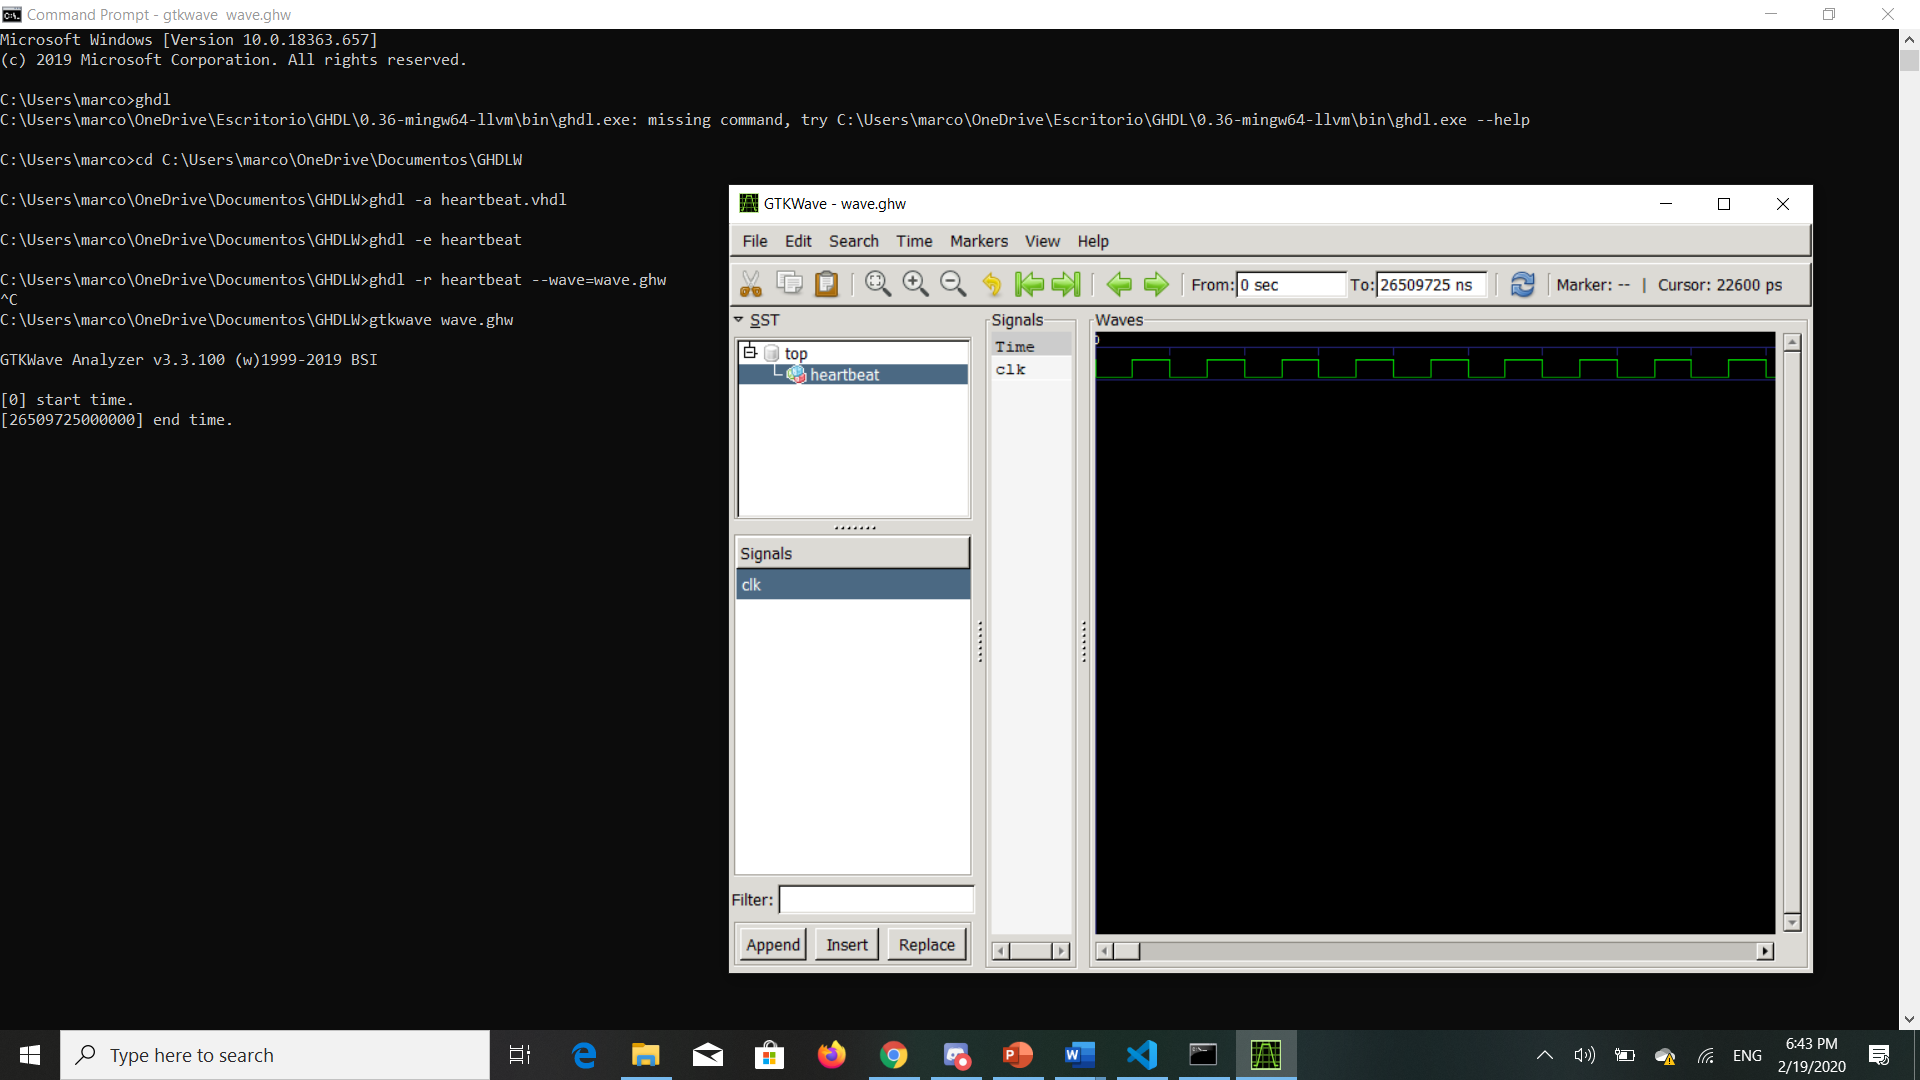 Command Prompt - gtkwave  wave.ghw
Microsoft Windows [Version 10.0.18363.657]
(c) 2019 Microsoft Corporation. All rights reserved.
C:\Users\marco>ghdl
C:\Users\marco\OneDrive\Escritorio\GHDL\0.36-mingw64-llvm\bin\ghdl.exe: missing command, try C:\Users\marco\OneDrive\Escritorio\GHDL\0.36-mingw64-llvm\bin\ghdl.exe --help
C:\Users\marco>cd C:\Users\marco\OneDrive\Documentos\GHDLW
C:\Users\marco\OneDrive\Documentos\GHDLW>ghdl -a heartbeat.vhdl
C:\Users\marco\OneDrive\Documentos\GHDLW>ghdl -e heartbeat
C:\Users\marco\OneDrive\Documentos\GHDLW>ghdl -r heartbeat --wave=wave.ghw
^C
C:\Users\marco\OneDrive\Documentos\GHDLW>gtkwave wave.ghw
GTKWave Analyzer v3.3.100 (w)1999-2019 BSI
[0] start time.
[26509725000000] end time.
GTKWave - wave.ghw
File Edit Search Time Markers View Help
From: 0 sec To: 26509725 ns Marker: -- | Cursor: 22600 ps
SST
top
heartbeat
Signals
clk
Filter:
Append Insert Replace
Signals
Time
clk
Waves
0
Type here to search
ENG
6:43 PM
2/19/2020